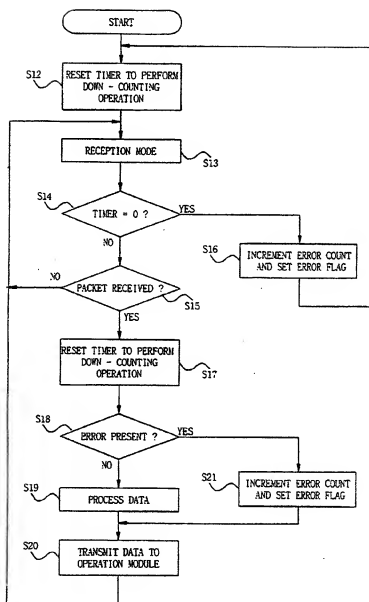 START
S12
RESET TIMER TO PERFORM
DOWN - COUNTING
OPERATION
RECEPTION MODE
S13
S14
TIMER = 0 ?
YES
NO
S16
INCREMENT ERROR COUNT
AND SET ERROR FLAG
NO
PACKET RECEIVED ?
S15
YES
RESET TIMER TO PERFORM
DOWN - COUNTING
OPERATION
S17
S18
ERROR PRESENT ?
YES
NO
S19
PROCESS DATA
S21
INCREMENT ERROR COUNT
AND SET ERROR FLAG
S20
TRANSMIT DATA TO
OPERATION MODULE